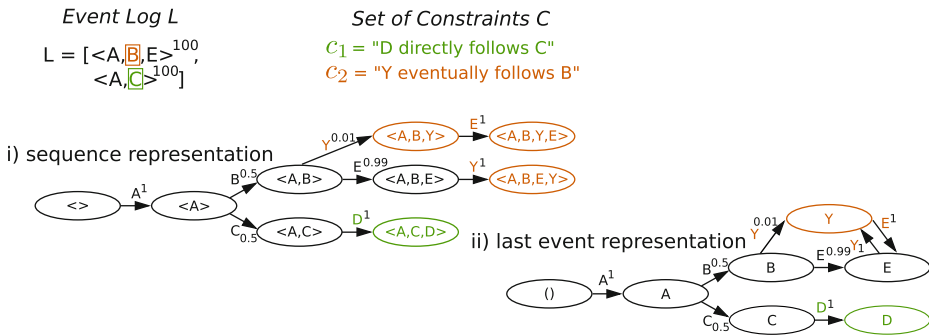 Event Log L
L = [<A,B,E>^100,
<A,C>^100]
Set of Constraints C
c_1 = "D directly follows C"
c_2 = "Y eventually follows B"
i) sequence representation
<>
A^1
<A>
B^0.5
C_0.5
<A,B>
<A,C>
Y^0.01
E^0.99
D^1
<A,B,Y>
<A,B,E>
<A,C,D>
E^1
Y^1
<A,B,Y,E>
<A,B,E,Y>
ii) last event representation
()
A^1
A
B^0.5
C_0.5
B
C
Y^0.01
E^0.99
D^1
Y
E
D
E^1
Y^1